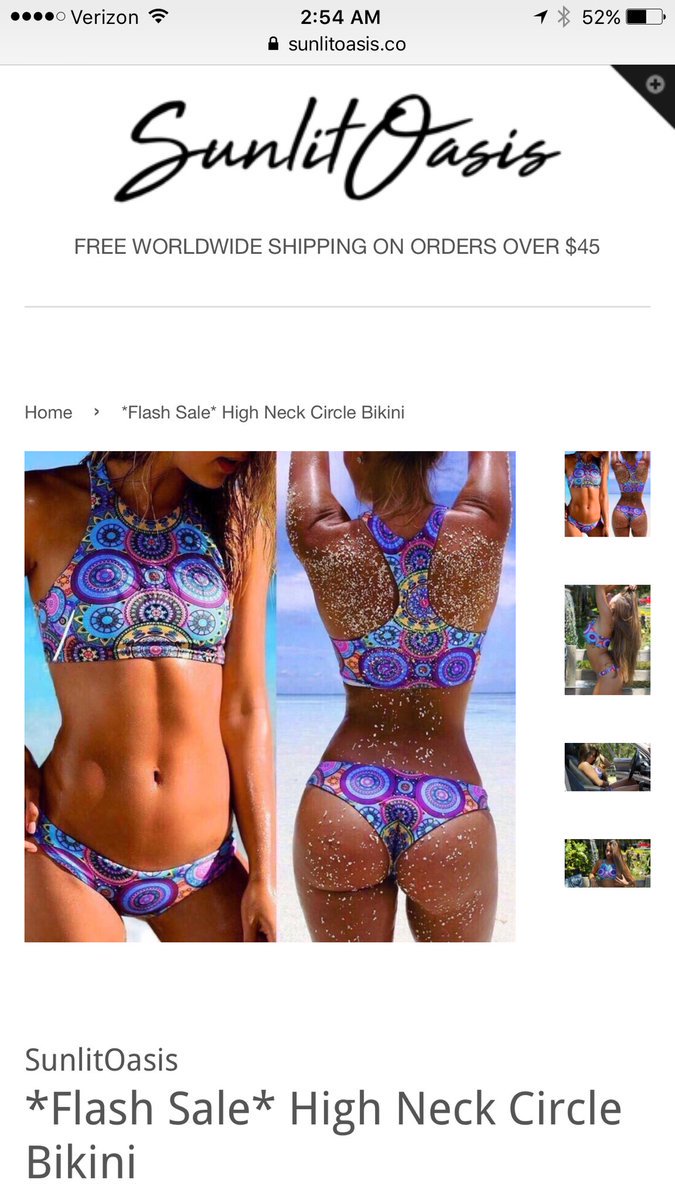 ●●●●○ Verizon 2:54 AM 52%
sunlitoasis.co
SunlitOasis
FREE WORLDWIDE SHIPPING ON ORDERS OVER $45
Home › *Flash Sale* High Neck Circle Bikini
SunlitOasis
*Flash Sale* High Neck Circle
Bikini